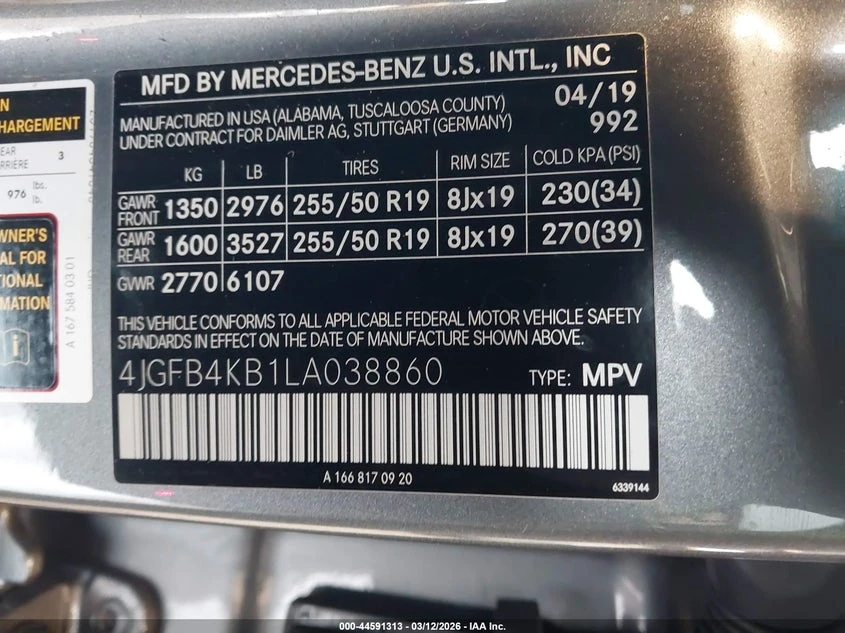 MFD BY MERCEDES-BENZ U.S. INTL., INC
MANUFACTURED IN USA (ALABAMA, TUSCALOOSA COUNTY)
UNDER CONTRACT FOR DAIMLER AG, STUTTGART (GERMANY)
04/19
992
KG LB TIRES RIM SIZE COLD KPA (PSI)
GAWR FRONT 1350 2976 255/50 R19 8Jx19 230(34)
GAWR REAR 1600 3527 255/50 R19 8Jx19 270(39)
GVWR 2770 6107
THIS VEHICLE CONFORMS TO ALL APPLICABLE FEDERAL MOTOR VEHICLE SAFETY
STANDARDS IN EFFECT ON THE DATE OF MANUFACTURE SHOWN ABOVE.
4JGFB4KB1LA038860 TYPE: MPV
A 166 817 09 20
6339144
HARGEMENT
3
976 lbs.
lb.
WNER'S
AL FOR
TIONAL
MATION
A 167 584 03 01
000-44591313 - 03/12/2026 - IAA Inc.